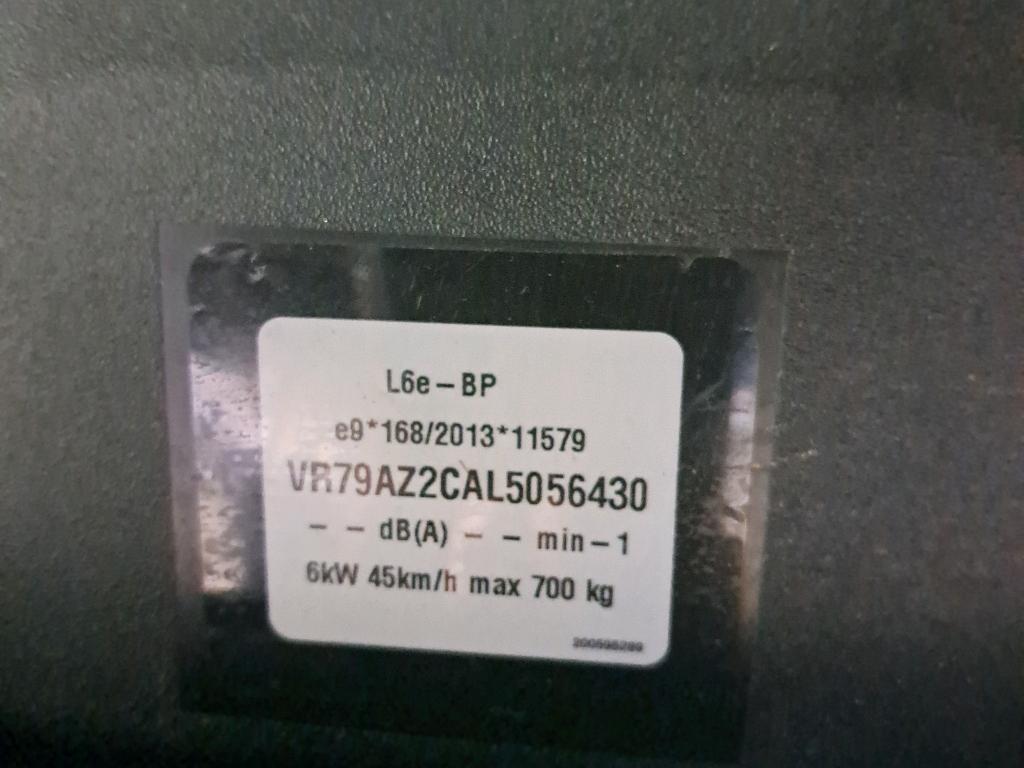 L6e – BP
e9*168/2013*11579
VR79AZ2CAL5056430
– – dB(A) – – min – 1
6kW 45km/h max 700 kg